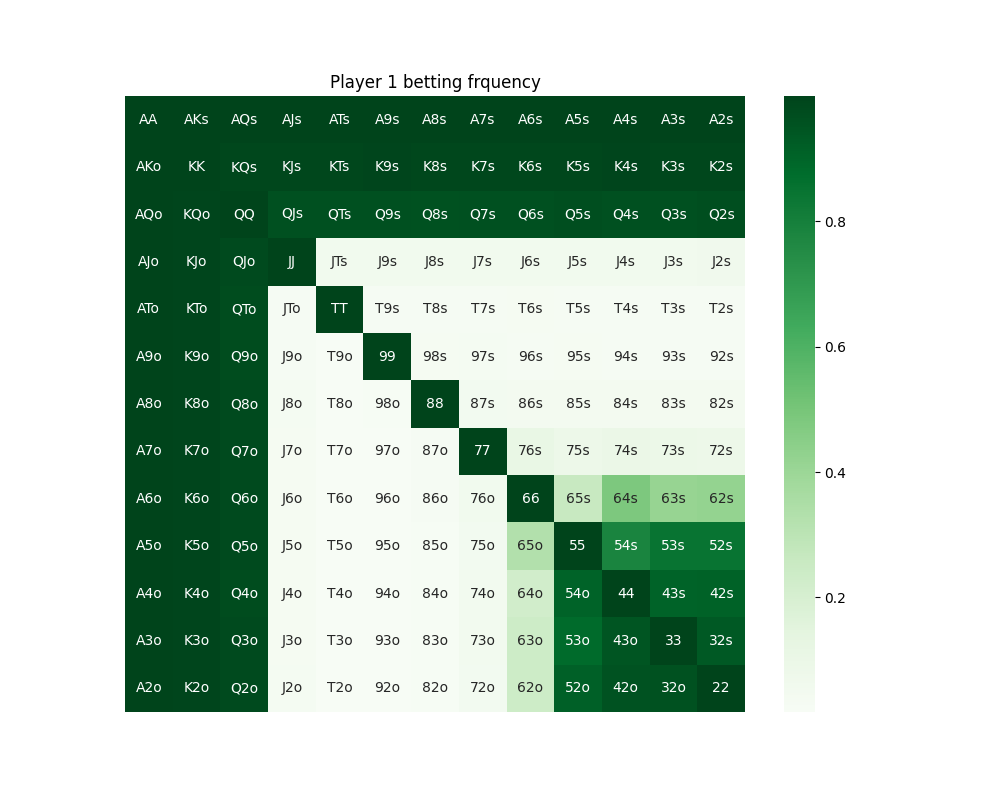 Player 1 betting frquency
AA AKs AQs AJs ATs A9s A8s A7s A6s A5s A4s A3s A2s
AKo KK KQs KJs KTs K9s K8s K7s K6s K5s K4s K3s K2s
AQo KQo QQ QJs QTs Q9s Q8s Q7s Q6s Q5s Q4s Q3s Q2s
0.8
AJo KJo QJo JJ JTs J9s J8s J7s J6s J5s J4s J3s J2s
ATo KTo QTo JTo TT T9s T8s T7s T6s T5s T4s T3s T2s
0.6
A9o K9o Q9o J9o T9o 99 98s 97s 96s 95s 94s 93s 92s
A8o K8o Q8o J8o T8o 98o 88 87s 86s 85s 84s 83s 82s
A7o K7o Q7o J7o T7o 97o 87o 77 76s 75s 74s 73s 72s
0.4
A6o K6o Q6o J6o T6o 96o 86o 76o 66 65s 64s 63s 62s
A5o K5o Q5o J5o T5o 95o 85o 75o 65o 55 54s 53s 52s
A4o K4o Q4o J4o T4o 94o 84o 74o 64o 54o 44 43s 42s
0.2
A3o K3o Q3o J3o T3o 93o 83o 73o 63o 53o 43o 33 32s
A2o K2o Q2o J2o T2o 92o 82o 72o 62o 52o 42o 32o 22